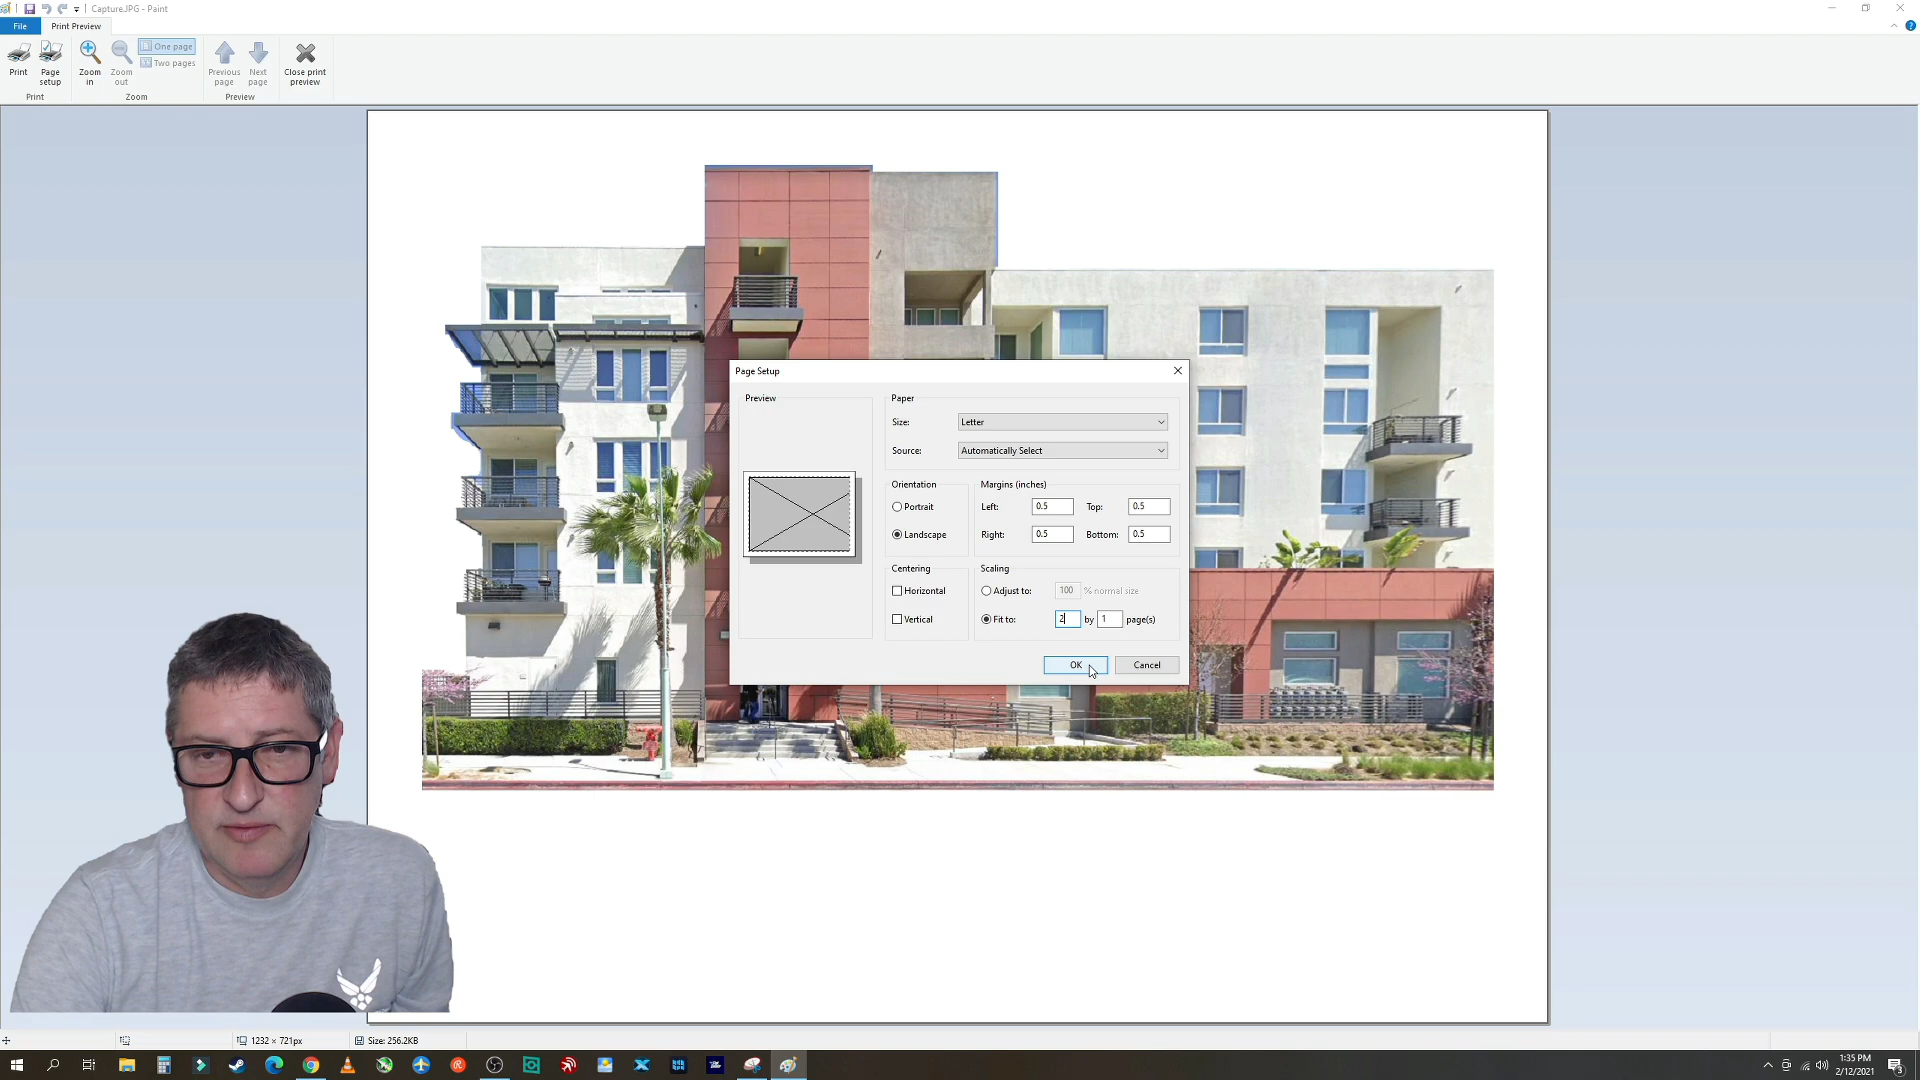 Capture.JPG - Paint
File
Print Preview
Print
Page setup
Zoom in
Zoom out
One page
Two pages
Previous page
Next page
Close print preview
Print
Zoom
Preview
Page Setup
Preview
Paper
Size:
Letter
Source:
Automatically Select
Orientation
Portrait
Landscape
Margins (inches)
Left:
0.5
Top:
0.5
Right:
0.5
Bottom:
0.5
Centering
Horizontal
Vertical
Scaling
Adjust to:
100
% normal size
Fit to:
2
by
1
page(s)
OK
Cancel
1232 × 721px
Size: 256.2KB
1:35 PM
2/12/2021
3